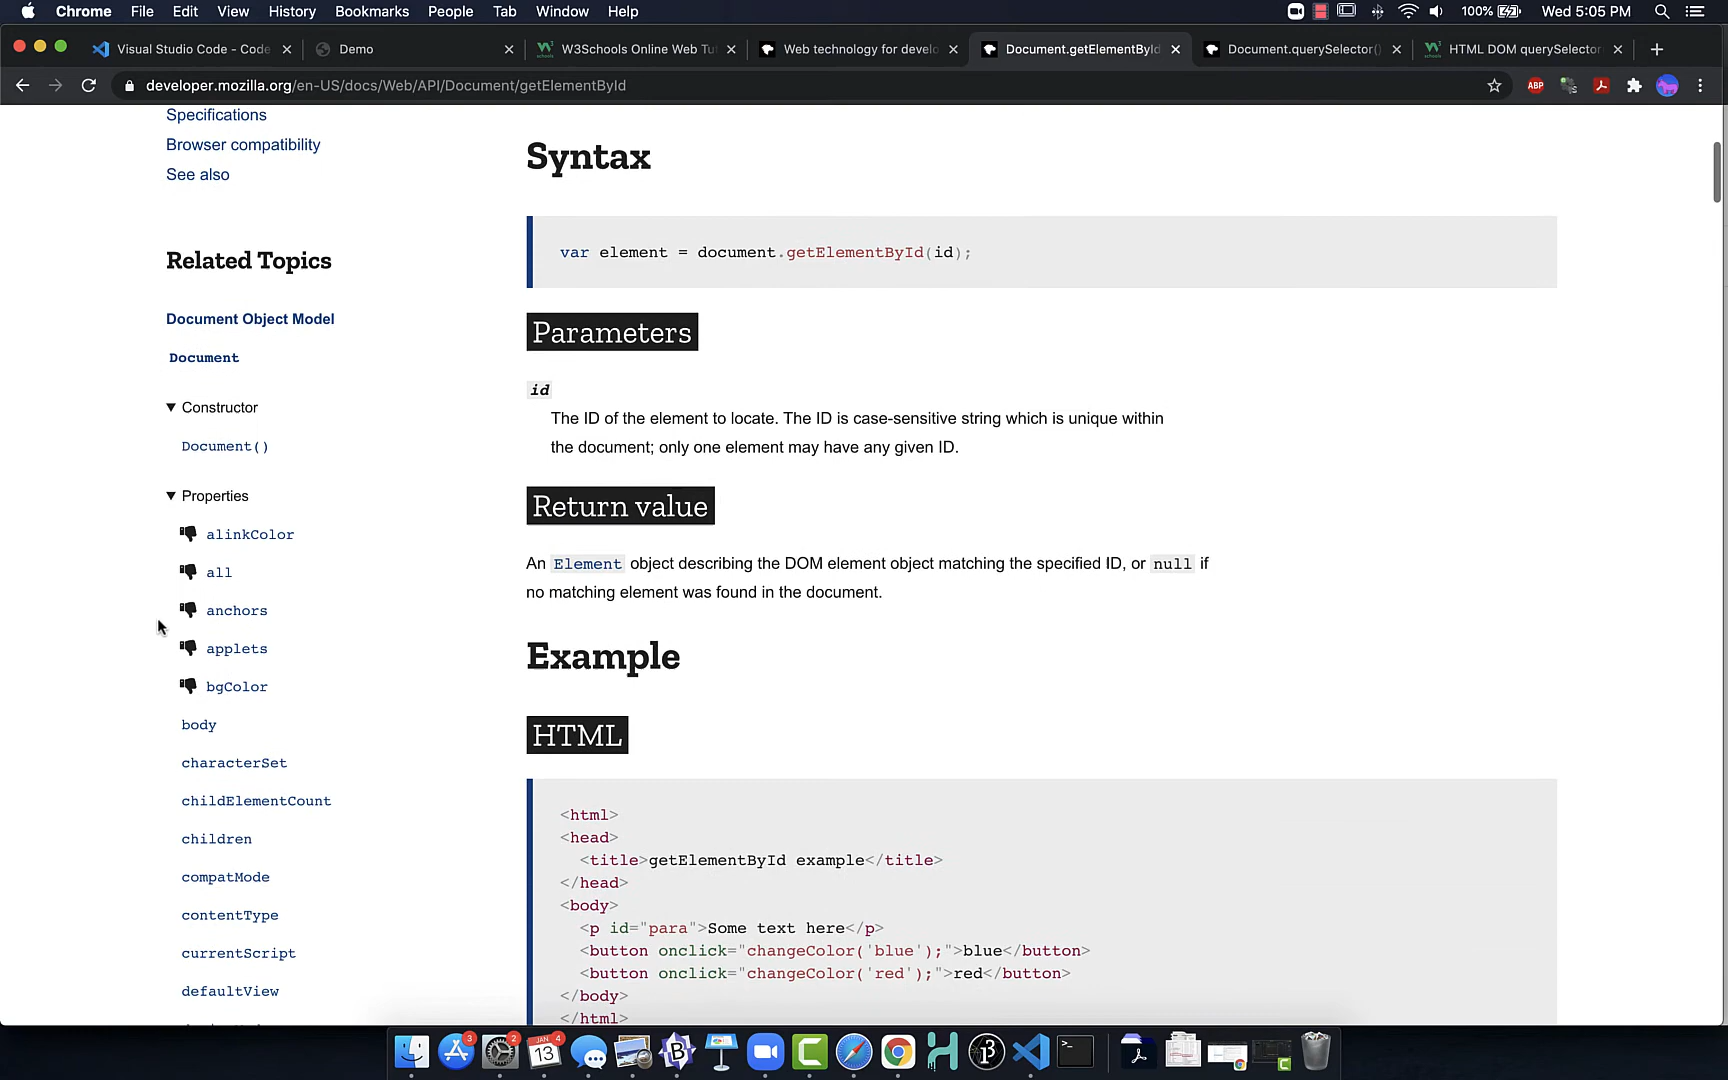 Chrome File Edit View History Bookmarks People Tab Window Help 100% Wed 5:05 PM
Visual Studio Code - Code
Demo
W3Schools Online Web Tu
Web technology for develo
Document.getElementById
Document.querySelector()
HTML DOM querySelector
developer.mozilla.org/en-US/docs/Web/API/Document/getElementById
ABP
Specifications
Browser compatibility
See also
Related Topics
Document Object Model
Document
Constructor
Document()
Properties
alinkColor
all
anchors
applets
bgColor
body
characterSet
childElementCount
children
compatMode
contentType
currentScript
defaultView
Syntax
var element = document.getElementById(id);
Parameters
id
The ID of the element to locate. The ID is case-sensitive string which is unique within
the document; only one element may have any given ID.
Return value
An Element object describing the DOM element object matching the specified ID, or null if
no matching element was found in the document.
Example
HTML
<html>
<head>
<title>getElementById example</title>
</head>
<body>
<p id="para">Some text here</p>
<button onclick="changeColor('blue');">blue</button>
<button onclick="changeColor('red');">red</button>
</body>
</html>
3
2
4
13